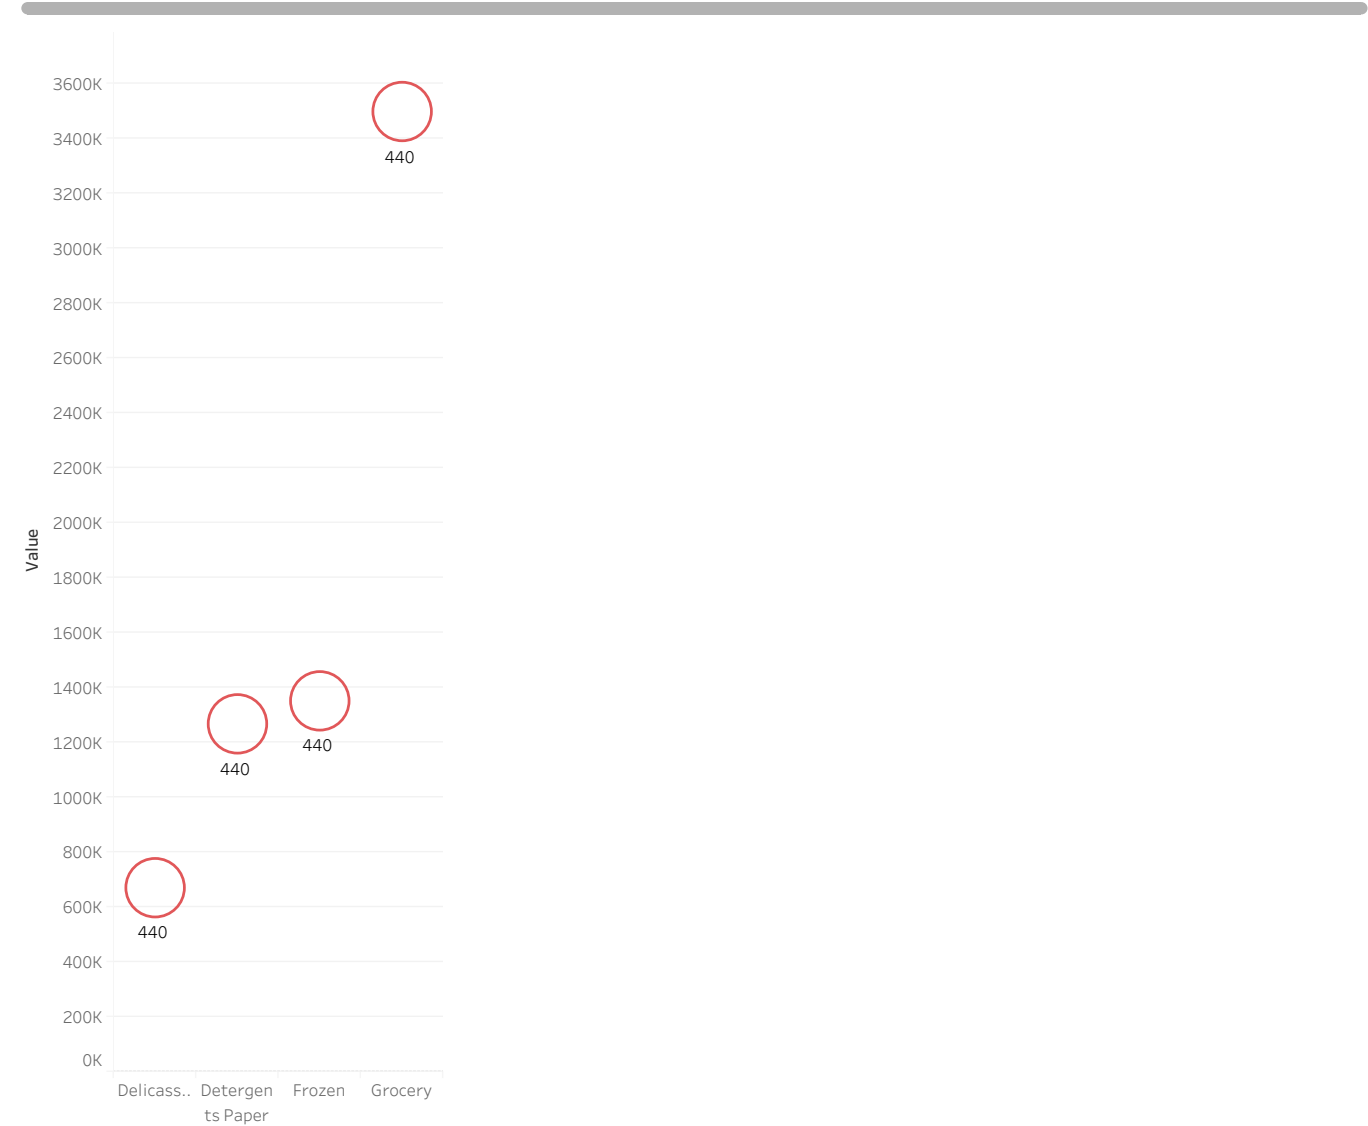 3600K
3400K
440
3200K
3000K
2800K
2600K
2400K
2200K
2000K
Value
1800K
1600K
1400K
440
1200K
440
1000K
800K
600K
440
400K
200K
0K
Delicass.. Detergen Frozen Grocery
ts Paper